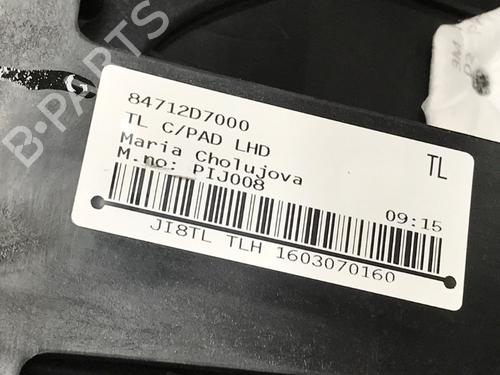 84712D7000
TL C/PAD LHD
Maria Cholujova
M.no: PIJ008
TL
09:15
JI8TL TLH 1603070160
B-PARTS